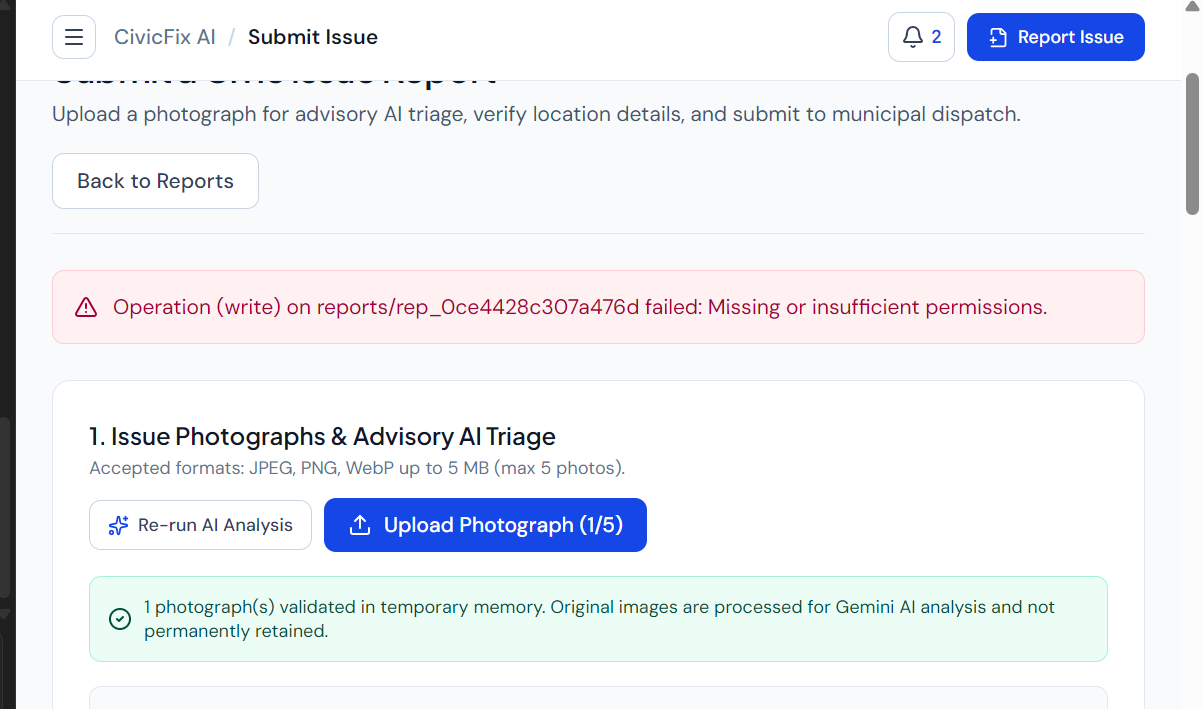 CivicFix AI / Submit Issue
2
Report Issue
Submit a Civic Issue Report
Upload a photograph for advisory AI triage, verify location details, and submit to municipal dispatch.
Back to Reports
Operation (write) on reports/rep_0ce4428c307a476d failed: Missing or insufficient permissions.
1. Issue Photographs & Advisory AI Triage
Accepted formats: JPEG, PNG, WebP up to 5 MB (max 5 photos).
Re-run AI Analysis
Upload Photograph (1/5)
1 photograph(s) validated in temporary memory. Original images are processed for Gemini AI analysis and not
permanently retained.